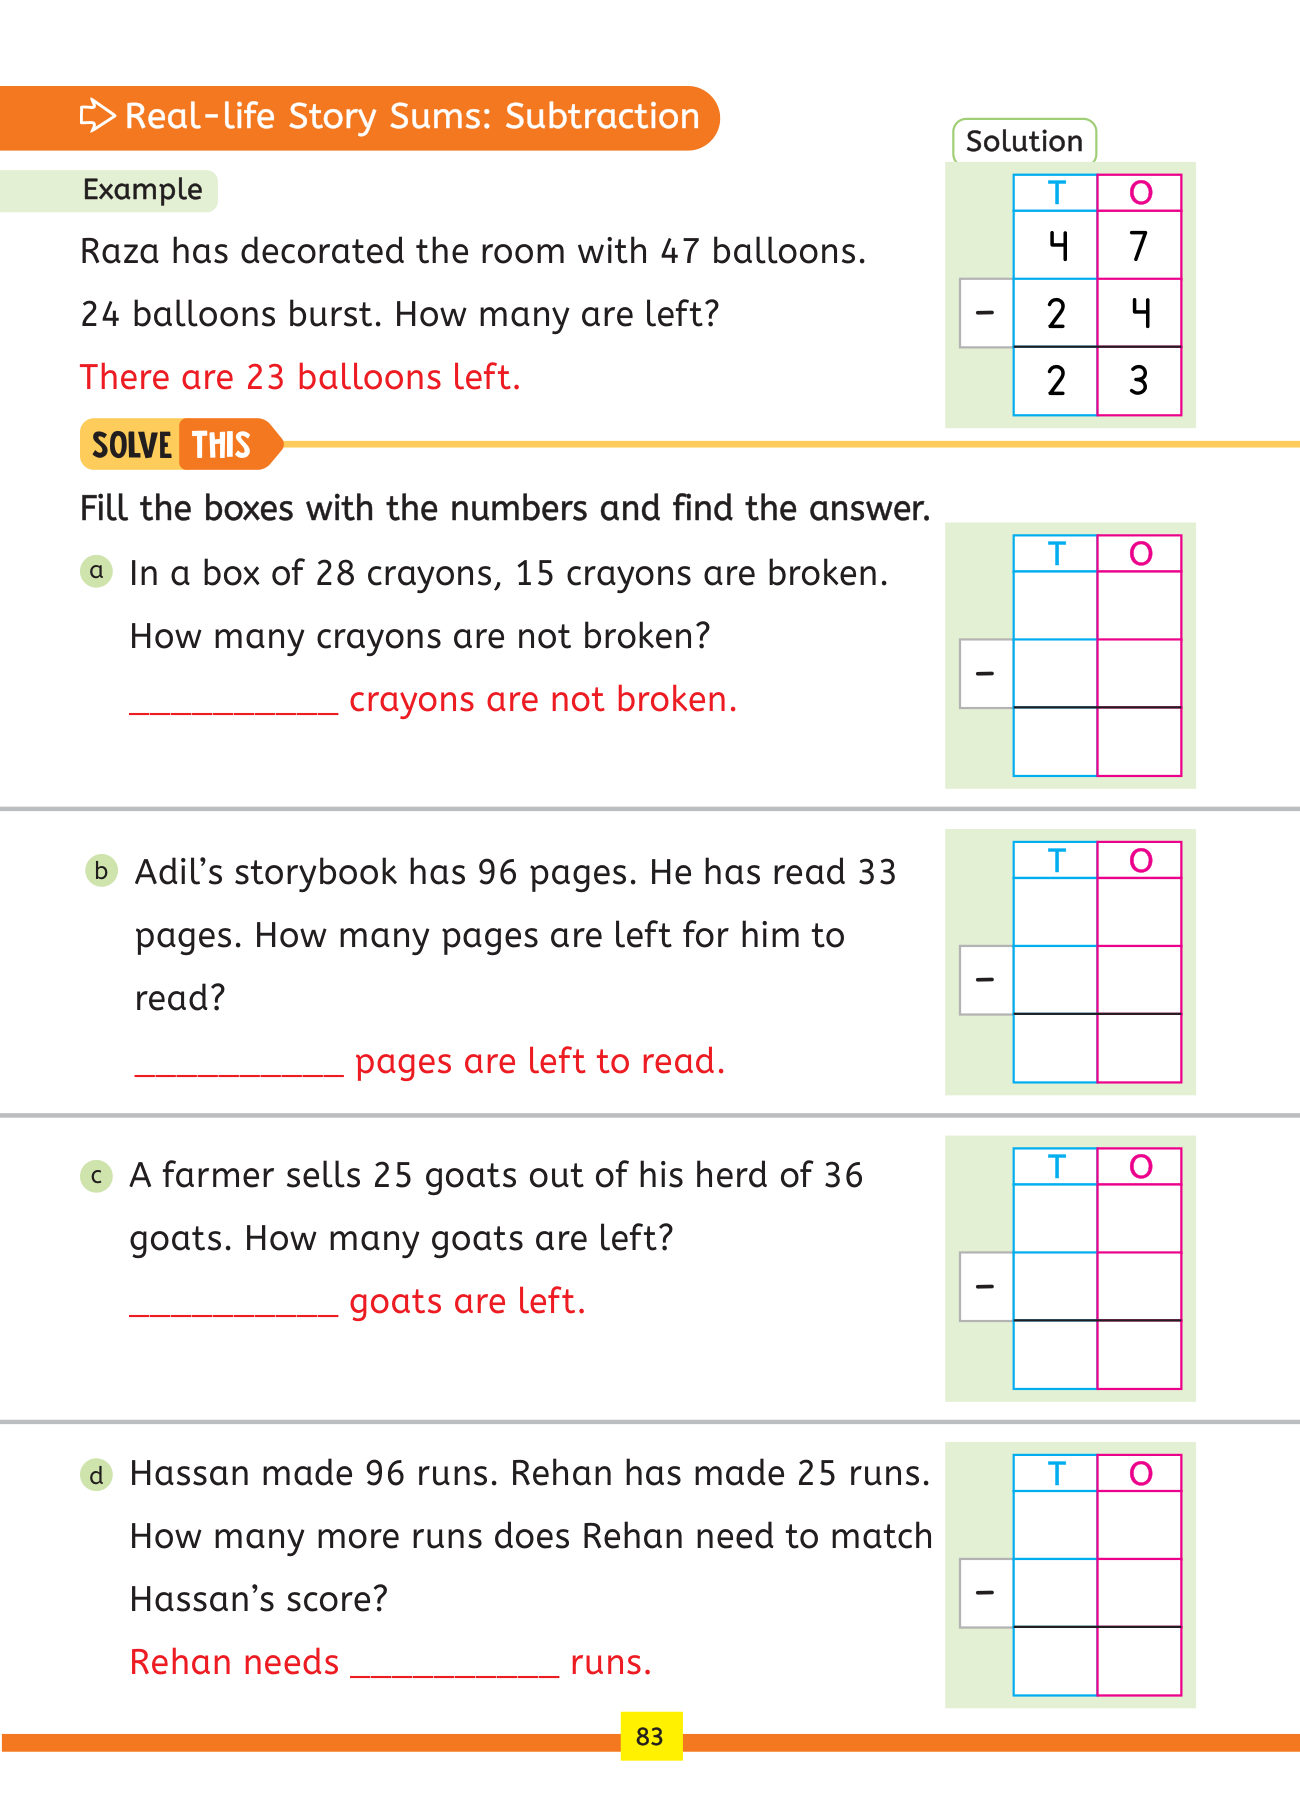 Real-life Story Sums: Subtraction
Solution
Example
Raza has decorated the room with 47 balloons.
24 balloons burst. How many are left?
There are 23 balloons left.
T O
4 7
- 2 4
2 3
SOLVE THIS
Fill the boxes with the numbers and find the answer.
a In a box of 28 crayons, 15 crayons are broken.
How many crayons are not broken?
__________ crayons are not broken.
T O
-
b Adil’s storybook has 96 pages. He has read 33
pages. How many pages are left for him to
read?
__________ pages are left to read.
T O
-
c A farmer sells 25 goats out of his herd of 36
goats. How many goats are left?
__________ goats are left.
T O
-
d Hassan made 96 runs. Rehan has made 25 runs.
How many more runs does Rehan need to match
Hassan’s score?
Rehan needs __________ runs.
T O
-
83